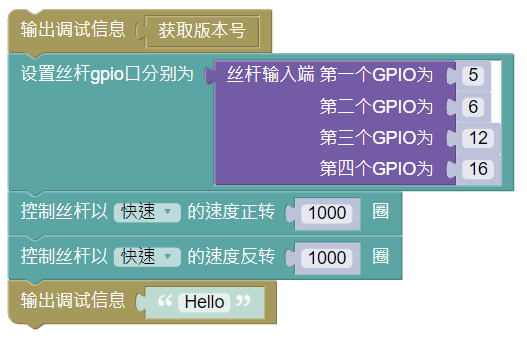 输出调试信息 获取版本号
设置丝杆gpio口分别为 丝杆输入端 第一个GPIO为 5
第二个GPIO为 6
第三个GPIO为 12
第四个GPIO为 16
控制丝杆以 快速 的速度正转 1000 圈
控制丝杆以 快速 的速度反转 1000 圈
输出调试信息 “ Hello ”